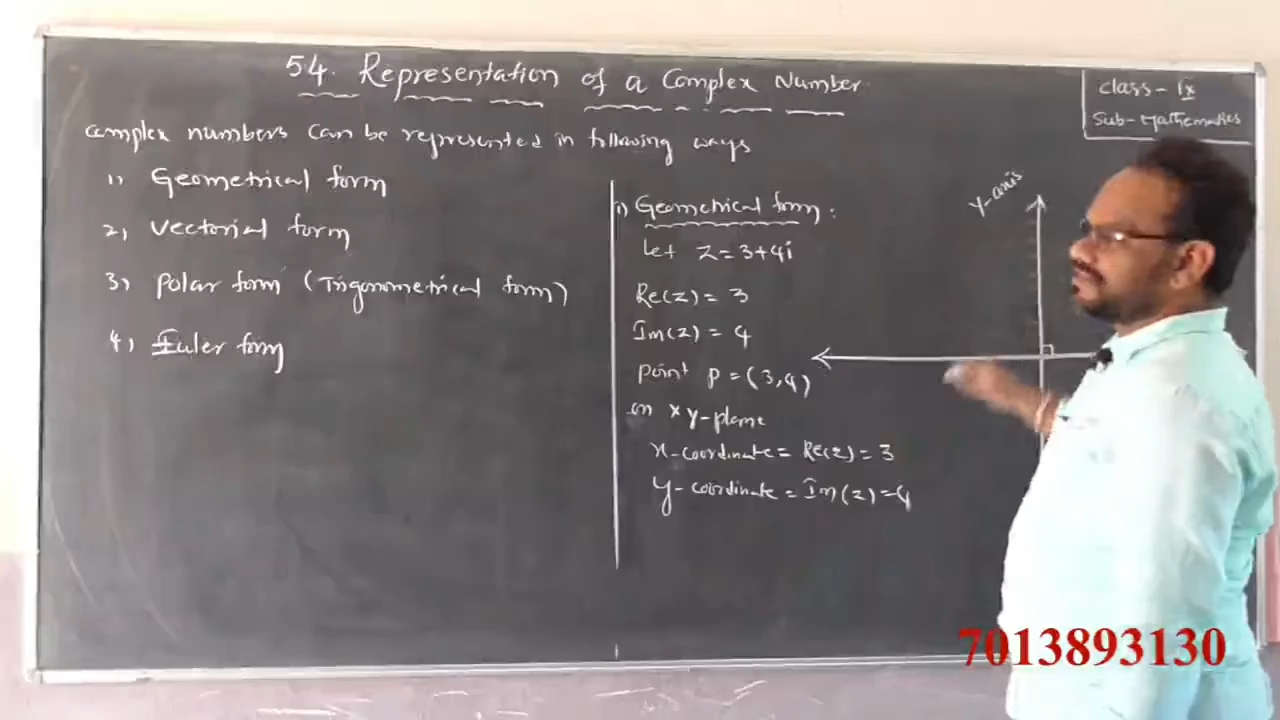 54. Representation of a Complex Number
Class - IX
Sub - Mathematics
Complex numbers can be represented in following ways
1) Geometrical form
2) Vectorial form
3) Polar form (Trigonometrical form)
4) Euler form
1) Geometrical form:
Let Z = 3+4i
Re(z) = 3
Im(z) = 4
Point P = (3,4)
on xy-plane
x-coordinate = Re(z) = 3
y-coordinate = Im(z) = 4
Y-axis
7013893130